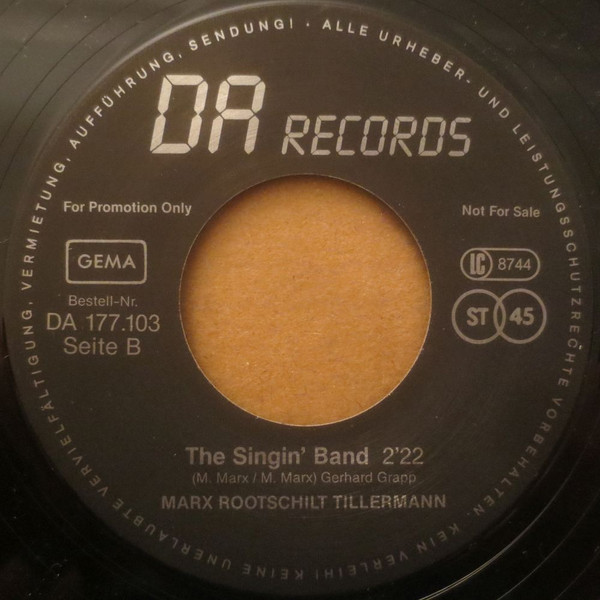 ALLE URHEBER- UND LEISTUNGSSCHUTZRECHTE VORBEHALTEN. KEIN VERLEIH! KEINE UNERLAUBTE VERVIELFÄLTIGUNG, VERMIETUNG, AUFFÜHRUNG, SENDUNG! ·
DA RECORDS
For Promotion Only
Not For Sale
GEMA
LC 8744
Bestell-Nr.
DA 177.103
Seite B
ST 45
The Singin' Band 2'22
(M. Marx / M. Marx) Gerhard Grapp
MARX ROOTSCHILT TILLERMANN